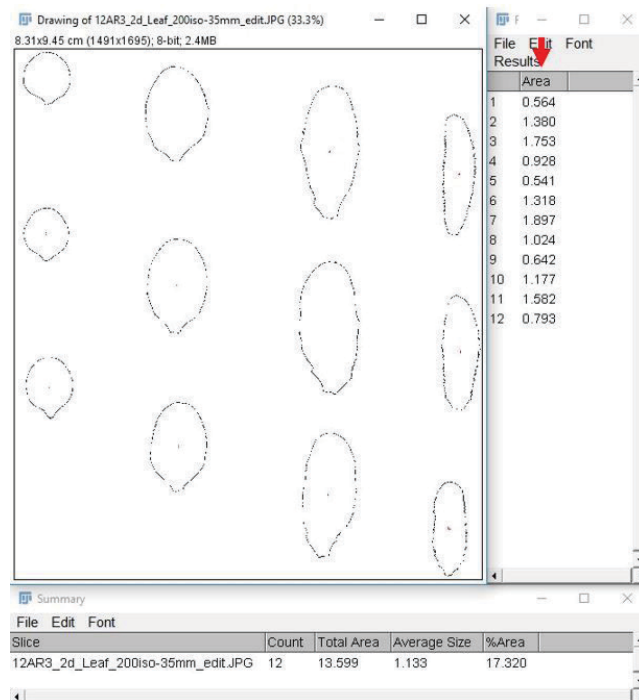 Drawing of 12AR3_2d_Leaf_200iso-35mm_edit.JPG (33.3%)
8.31x9.45 cm (1491x1695); 8-bit; 2.4MB
File Edit Font
Results
Area
1 0.564
2 1.380
3 1.753
4 0.928
5 0.541
6 1.318
7 1.897
8 1.024
9 0.642
10 1.177
11 1.582
12 0.793
Summary
File Edit Font
Slice Count Total Area Average Size %Area
12AR3_2d_Leaf_200iso-35mm_edit.JPG 12 13.599 1.133 17.320